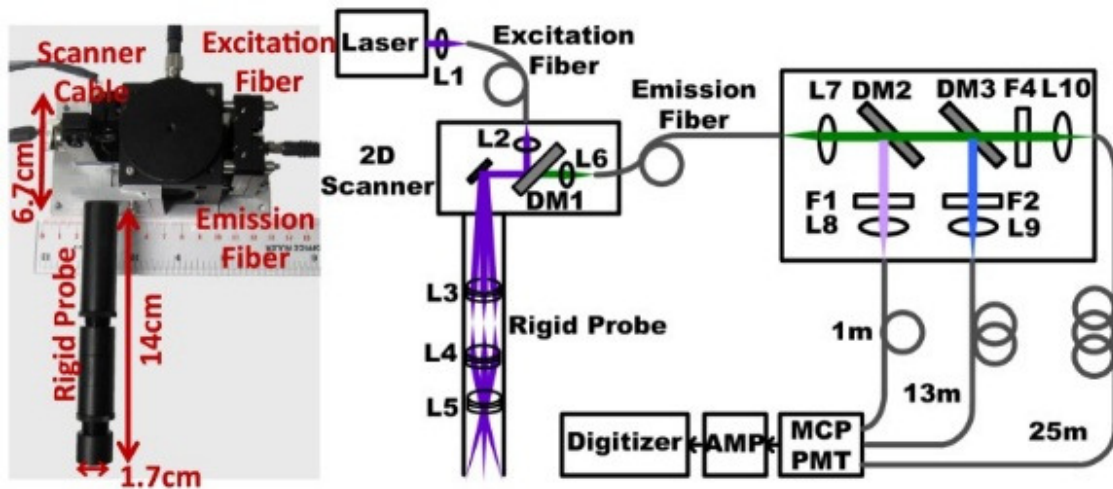 Scanner
Cable
Excitation
Fiber
6.7cm
Emission
Fiber
Rigid Probe
14cm
1.7cm
Laser
L1
Excitation
Fiber
Emission
Fiber
2D
Scanner
L2
L6
DM1
L3
Rigid Probe
L4
L5
L7 DM2 DM3 F4 L10
F1 F2
L8 L9
1m
13m
25m
Digitizer AMP MCP
PMT